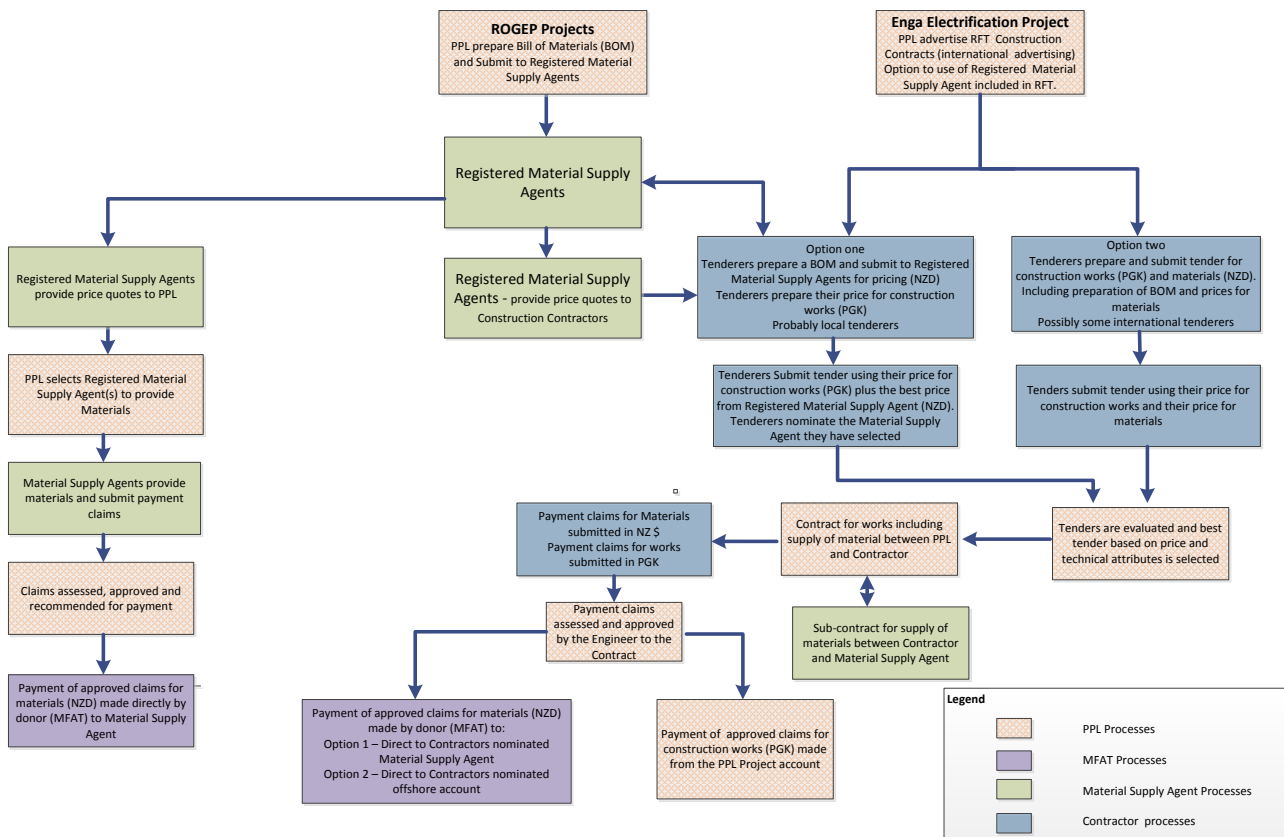 ROGEP Projects
PPL prepare Bill of Materials (BOM)
and Submit to Registered Material
Supply Agents
Enga Electrification Project
PPL advertise RFT Construction
Contracts (international advertising)
Option to use of Registered Material
Supply Agent included in RFT.
Registered Material Supply
Agents
Registered Material Supply Agents
provide price quotes to PPL
Registered Material Supply
Agents - provide price quotes to
Construction Contractors
Option one
Tenderers prepare a BOM and submit to Registered
Material Supply Agents for pricing (NZD)
Tenderers prepare their price for construction
works (PGK)
Probably local tenderers
Option two
Tenderers prepare and submit tender for
construction works (PGK) and materials (NZD).
Including preparation of BOM and prices for
materials
Possibly some international tenderers
PPL selects Registered Material
Supply Agent(s) to provide
Materials
Tenderers Submit tender using their price for
construction works (PGK) plus the best price
from Registered Material Supply Agent (NZD).
Tenderers nominate the Material Supply
Agent they have selected
Tenders submit tender using their price for
construction works and their price for
materials
Material Supply Agents provide
materials and submit payment
claims
Payment claims for Materials
submitted in NZ $
Payment claims for works
submitted in PGK
Contract for works including
supply of material between PPL
and Contractor
Tenders are evaluated and best
tender based on price and
technical attributes is selected
Claims assessed, approved and
recommended for payment
Payment claims
assessed and approved
by the Engineer to the
Contract
Sub-contract for supply of
materials between Contractor
and Material Supply Agent
Payment of approved claims for
materials (NZD) made directly by
donor (MFAT) to Material Supply
Agent
Payment of approved claims for materials (NZD)
made by donor (MFAT) to:
Option 1 – Direct to Contractors nominated
Material Supply Agent
Option 2 – Direct to Contractors nominated
offshore account
Payment of approved claims for
construction works (PGK) made
from the PPL Project account
Legend
PPL Processes
MFAT Processes
Material Supply Agent Processes
Contractor processes